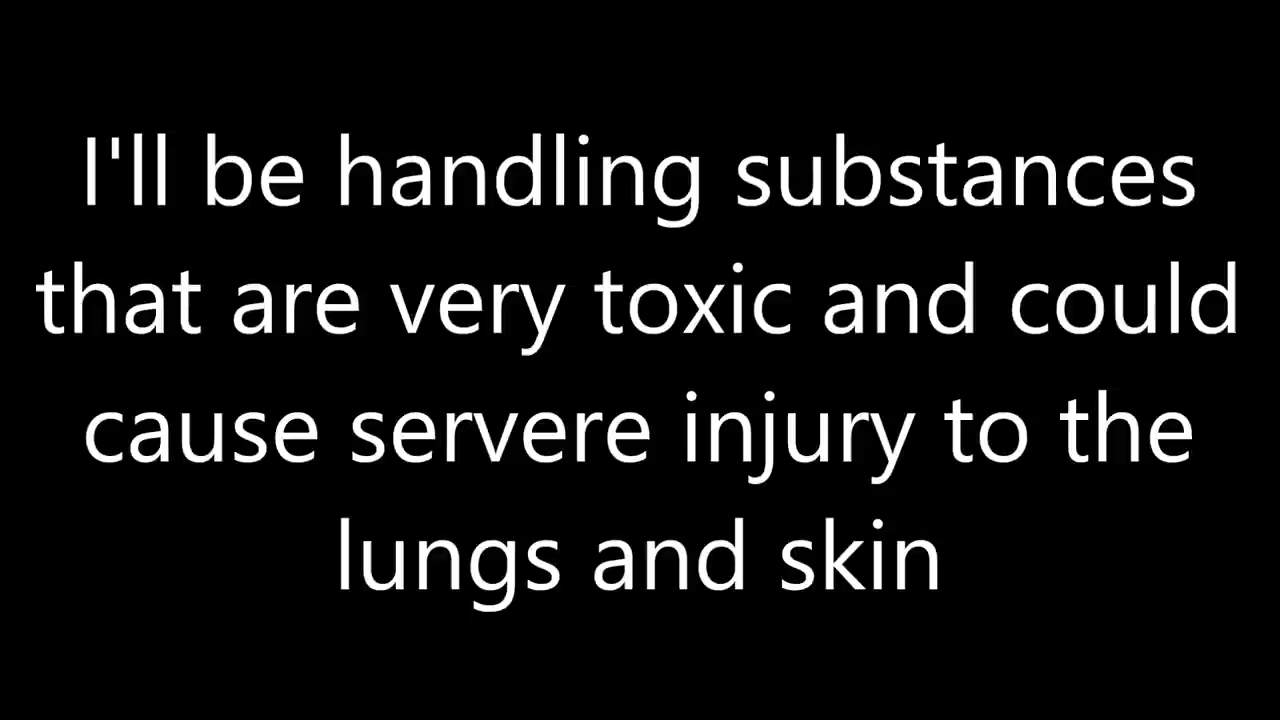 I'll be handling substances
that are very toxic and could
cause servere injury to the
lungs and skin